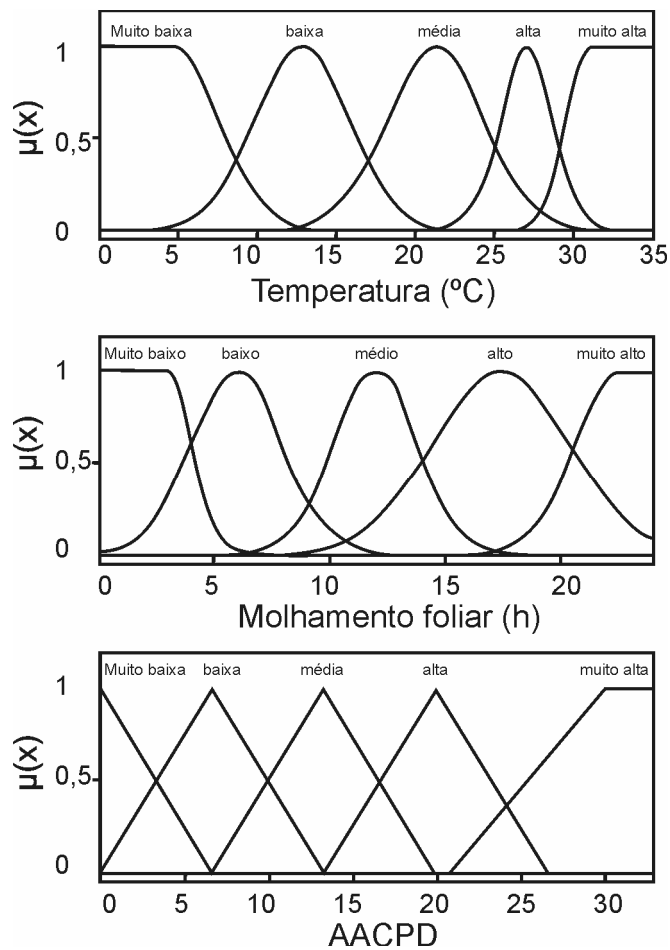 Muito baixa baixa média alta muito alta
1
0,5
0
μ(x)
0 5 10 15 20 25 30 35
Temperatura (ºC)
Muito baixo baixo médio alto muito alto
1
0,5
0
μ(x)
0 5 10 15 20
Molhamento foliar (h)
Muito baixa baixa média alta muito alta
1
0,5
0
μ(x)
0 5 10 15 20 25 30
AACPD